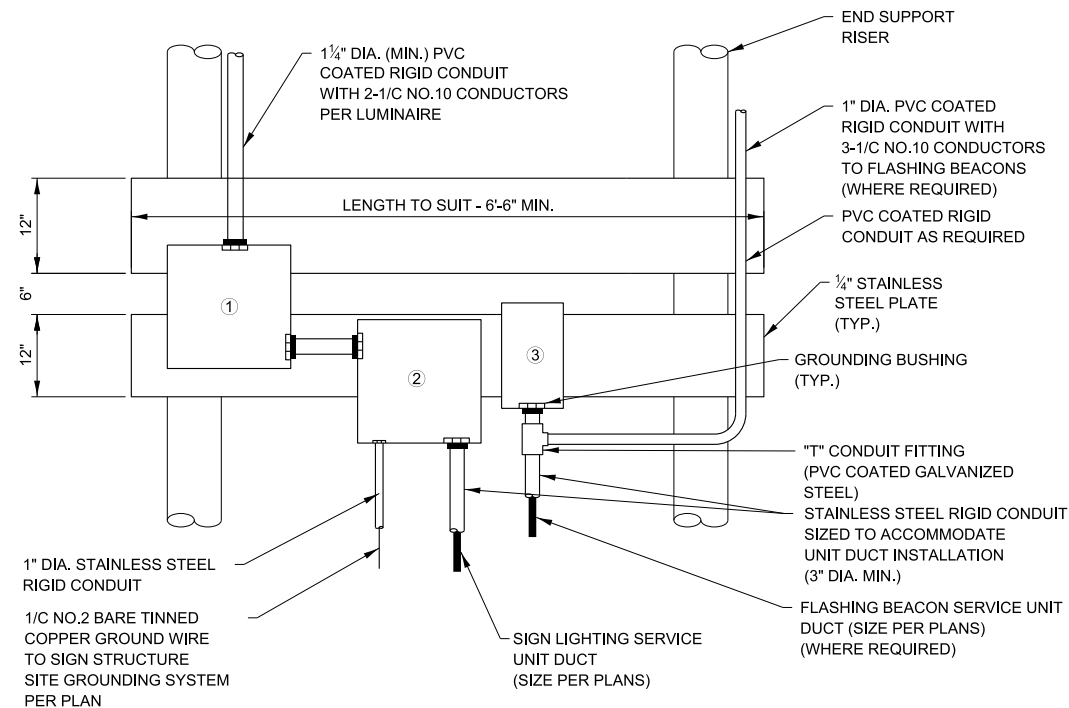 END SUPPORT
RISER
1¼" DIA. (MIN.) PVC
COATED RIGID CONDUIT
WITH 2-1/C NO.10 CONDUCTORS
PER LUMINAIRE
1" DIA. PVC COATED
RIGID CONDUIT WITH
3-1/C NO.10 CONDUCTORS
TO FLASHING BEACONS
(WHERE REQUIRED)
12"
LENGTH TO SUIT - 6'-6" MIN.
PVC COATED RIGID
CONDUIT AS REQUIRED
6"
①
¼" STAINLESS
STEEL PLATE
(TYP.)
12"
②
③
GROUNDING BUSHING
(TYP.)
"T" CONDUIT FITTING
(PVC COATED GALVANIZED
STEEL)
STAINLESS STEEL RIGID CONDUIT
SIZED TO ACCOMMODATE
UNIT DUCT INSTALLATION
(3" DIA. MIN.)
1" DIA. STAINLESS STEEL
RIGID CONDUIT
1/C NO.2 BARE TINNED
COPPER GROUND WIRE
TO SIGN STRUCTURE
SITE GROUNDING SYSTEM
PER PLAN
SIGN LIGHTING SERVICE
UNIT DUCT
(SIZE PER PLANS)
FLASHING BEACON SERVICE UNIT
DUCT (SIZE PER PLANS)
(WHERE REQUIRED)